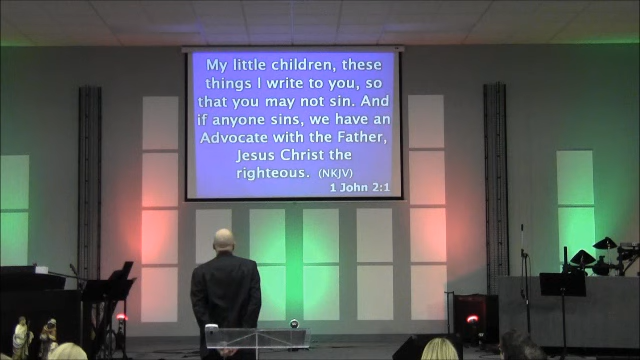 My little children, these
things I write to you, so
that you may not sin. And
if anyone sins, we have an
Advocate with the Father,
Jesus Christ the
righteous. (NKJV)
1 John 2:1